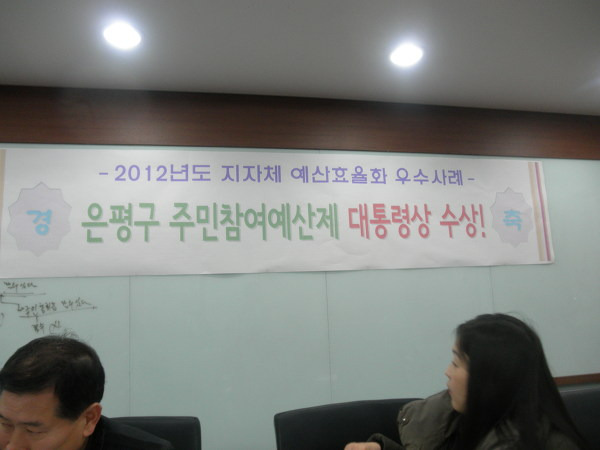 - 2012년도 지자체 예산효율화 우수사례 -
경 은평구 주민참여예산제 대통령상 수상! 축